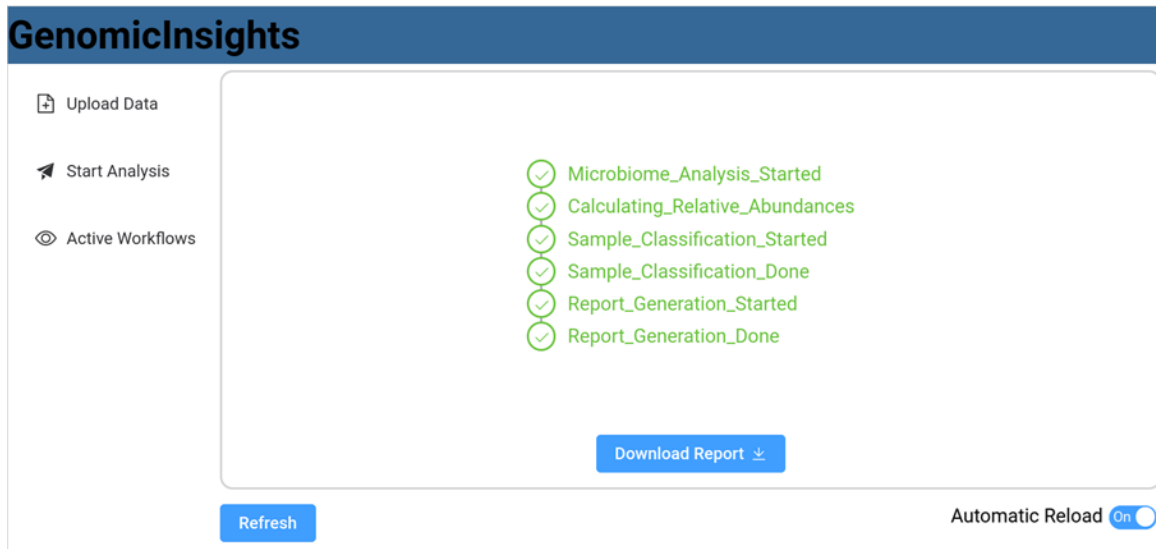 GenomicInsights
Upload Data
Start Analysis
Active Workflows
Microbiome_Analysis_Started
Calculating_Relative_Abundances
Sample_Classification_Started
Sample_Classification_Done
Report_Generation_Started
Report_Generation_Done
Download Report
Refresh
Automatic Reload On